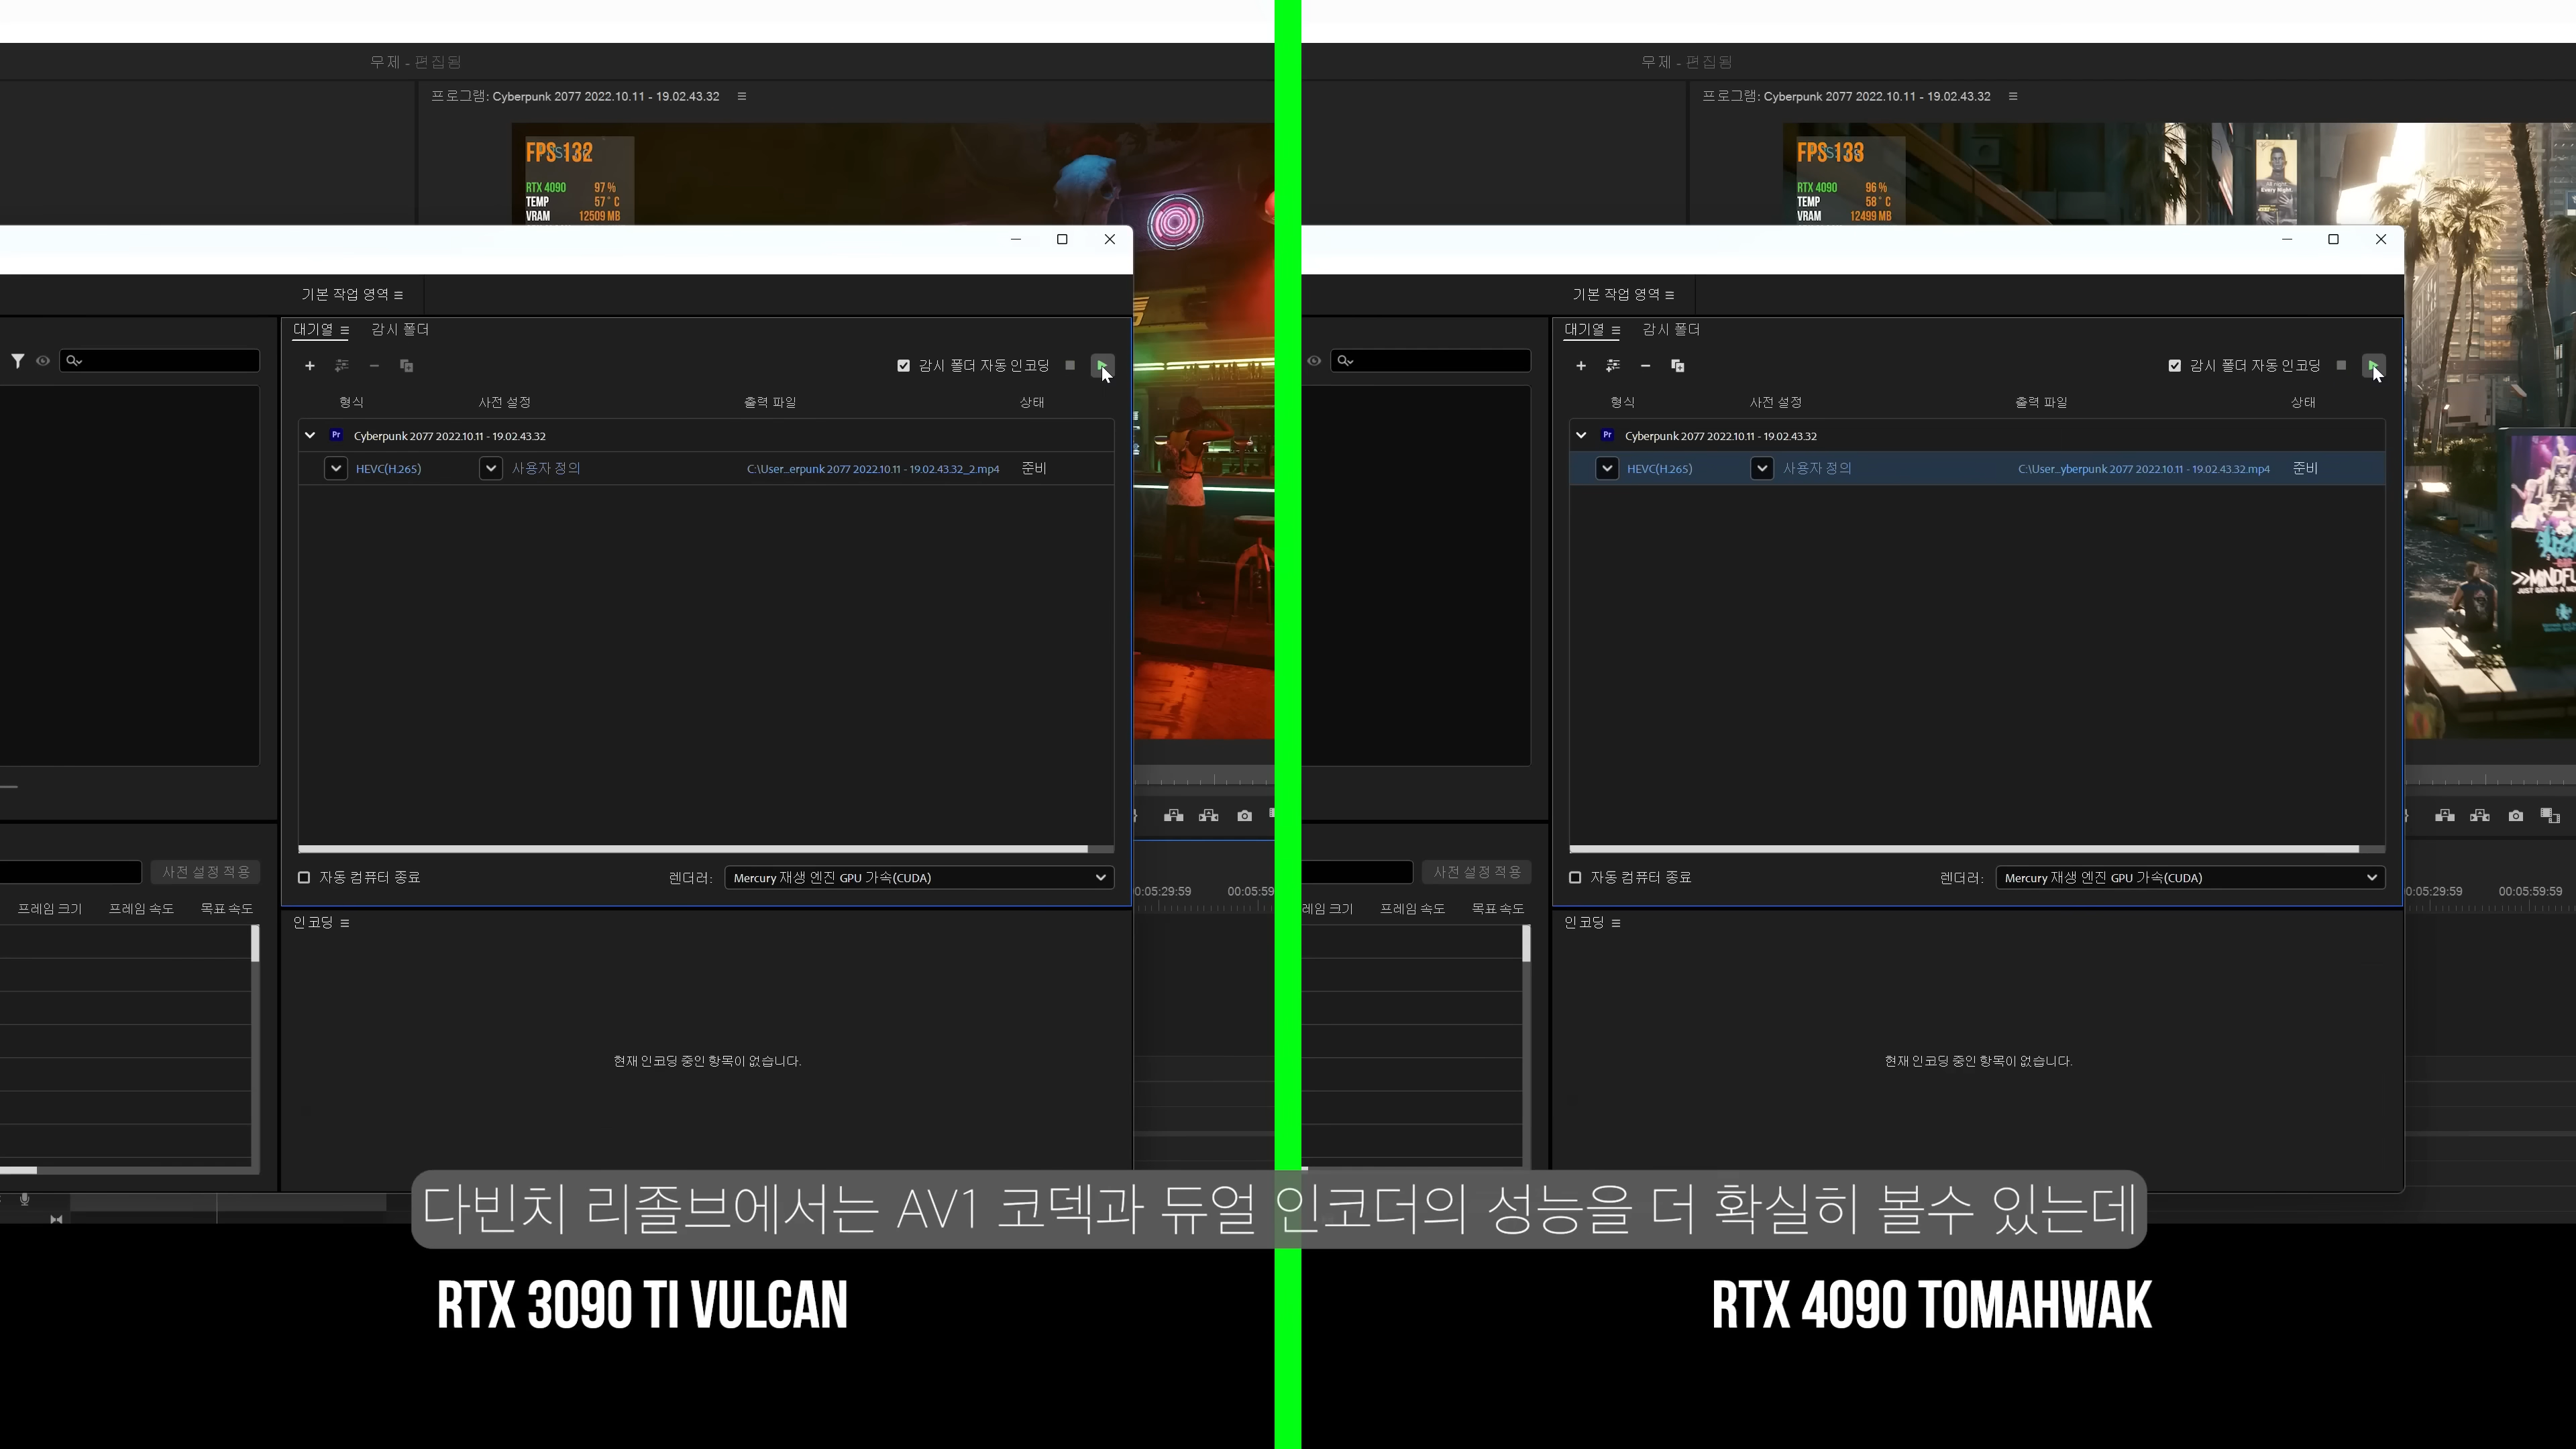 무제 - 편집됨
프로그램: Cyberpunk 2077 2022.10.11 - 19.02.43.32
FPS 132
RTX 4090 97 %
TEMP 57°C
VRAM 12509 MB
기본 작업 영역
대기열 감시 폴더
감시 폴더 자동 인코딩
형식 사전 설정 출력 파일 상태
Pr Cyberpunk 2077 2022.10.11 - 19.02.43.32
HEVC(H.265) 사용자 정의 C:\User...erpunk 2077 2022.10.11 - 19.02.43.32_2.mp4 준비
자동 컴퓨터 종료 렌더러: Mercury 재생 엔진 GPU 가속(CUDA)
사전 설정 적용
프레임 크기 프레임 속도 목표 속도
0:05:29:59 00:05:59
인코딩
현재 인코딩 중인 항목이 없습니다.
무제 - 편집됨
프로그램: Cyberpunk 2077 2022.10.11 - 19.02.43.32
FPS 133
RTX 4090 96 %
TEMP 58°C
VRAM 12499 MB
기본 작업 영역
대기열 감시 폴더
감시 폴더 자동 인코딩
형식 사전 설정 출력 파일 상태
Pr Cyberpunk 2077 2022.10.11 - 19.02.43.32
HEVC(H.265) 사용자 정의 C:\User...yberpunk 2077 2022.10.11 - 19.02.43.32.mp4 준비
>>MINDFU
자동 컴퓨터 종료 렌더러: Mercury 재생 엔진 GPU 가속(CUDA)
사전 설정 적용
레임 크기 프레임 속도 목표 속도
0:05:29:59 00:05:59:59
인코딩
현재 인코딩 중인 항목이 없습니다.
다빈치 리졸브에서는 AV1 코덱과 듀얼 인코더의 성능을 더 확실히 볼수 있는데
RTX 3090 TI VULCAN
RTX 4090 TOMAHWAK